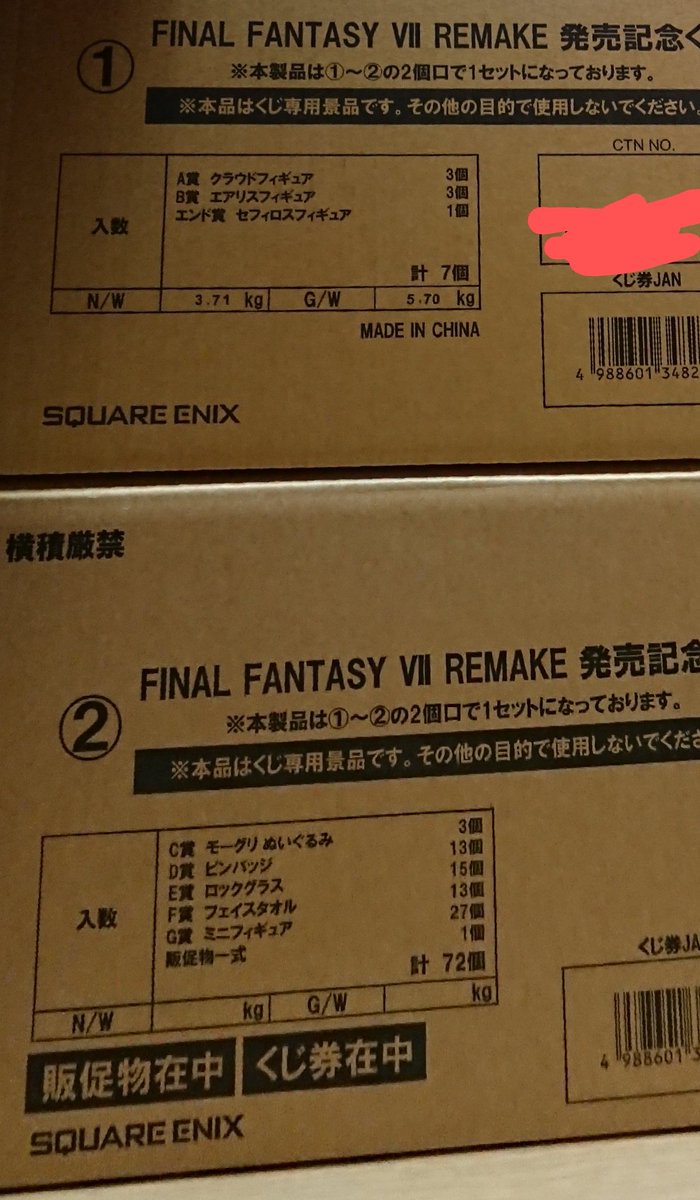 ① FINAL FANTASY Ⅶ REMAKE 発売記念く
※本製品は①～②の2個口で1セットになっております。
※本品はくじ専用景品です。その他の目的で使用しないでください
CTN NO.
入数
A賞 クラウドフィギュア 3個
B賞 エアリスフィギュア 3個
エンド賞 セフィロスフィギュア 1個
計 7個
N/W 3.71 kg G/W 5.70 kg
くじ券JAN
MADE IN CHINA
4 988601 3482
SQUARE ENIX
横積厳禁
② FINAL FANTASY Ⅶ REMAKE 発売記念
※本製品は①～②の2個口で1セットになっております。
※本品はくじ専用景品です。その他の目的で使用しないでくださ
入数
C賞 モーグリ ぬいぐるみ 3個
D賞 ピンバッジ 13個
E賞 ロックグラス 15個
F賞 フェイスタオル 13個
G賞 ミニフィギュア 27個
販促物一式 1個
計 72個
N/W kg G/W kg
くじ券JA
4 988601 3
販促物在中 くじ券在中
SQUARE ENIX